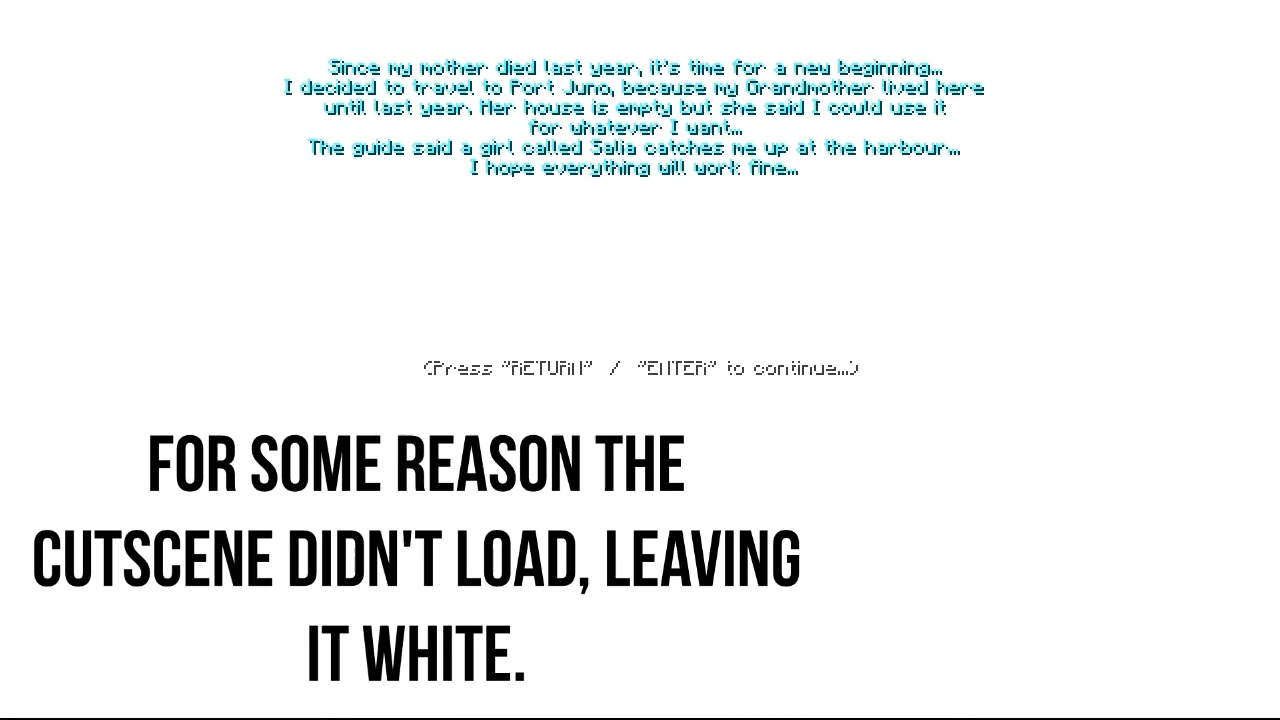 Since my mother died last year, it's time for a new beginning...
I decided to travel to Port Juno, because my Grandmother lived here
until last year. Her house is empty but she said I could use it
for whatever I want...
The guide said a girl called Salia catches me up at the harbour...
I hope everything will work fine...
(Press "RETURN" / "ENTER" to continue...)
FOR SOME REASON THE
CUTSCENE DIDN'T LOAD, LEAVING
IT WHITE.